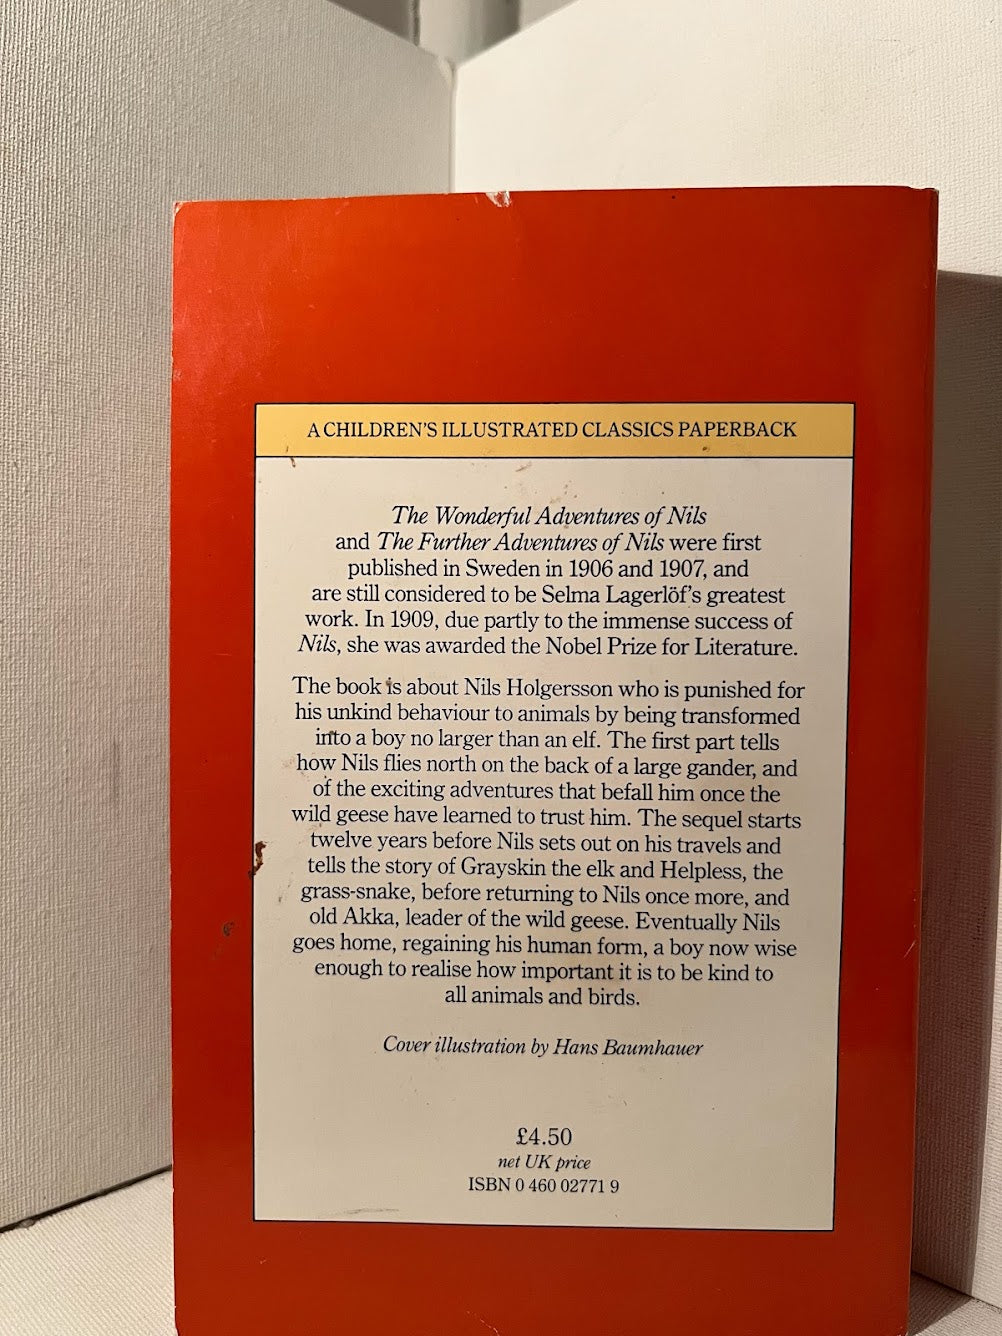 A CHILDREN'S ILLUSTRATED CLASSICS PAPERBACK
The Wonderful Adventures of Nils
and The Further Adventures of Nils were first
published in Sweden in 1906 and 1907, and
are still considered to be Selma Lagerlöf's greatest
work. In 1909, due partly to the immense success of
Nils, she was awarded the Nobel Prize for Literature.
The book is about Nils Holgersson who is punished for
his unkind behaviour to animals by being transformed
into a boy no larger than an elf. The first part tells
how Nils flies north on the back of a large gander, and
of the exciting adventures that befall him once the
wild geese have learned to trust him. The sequel starts
twelve years before Nils sets out on his travels and
tells the story of Grayskin the elk and Helpless, the
grass-snake, before returning to Nils once more, and
old Akka, leader of the wild geese. Eventually Nils
goes home, regaining his human form, a boy now wise
enough to realise how important it is to be kind to
all animals and birds.
Cover illustration by Hans Baumhauer
£4.50
net UK price
ISBN 0 460 02771 9